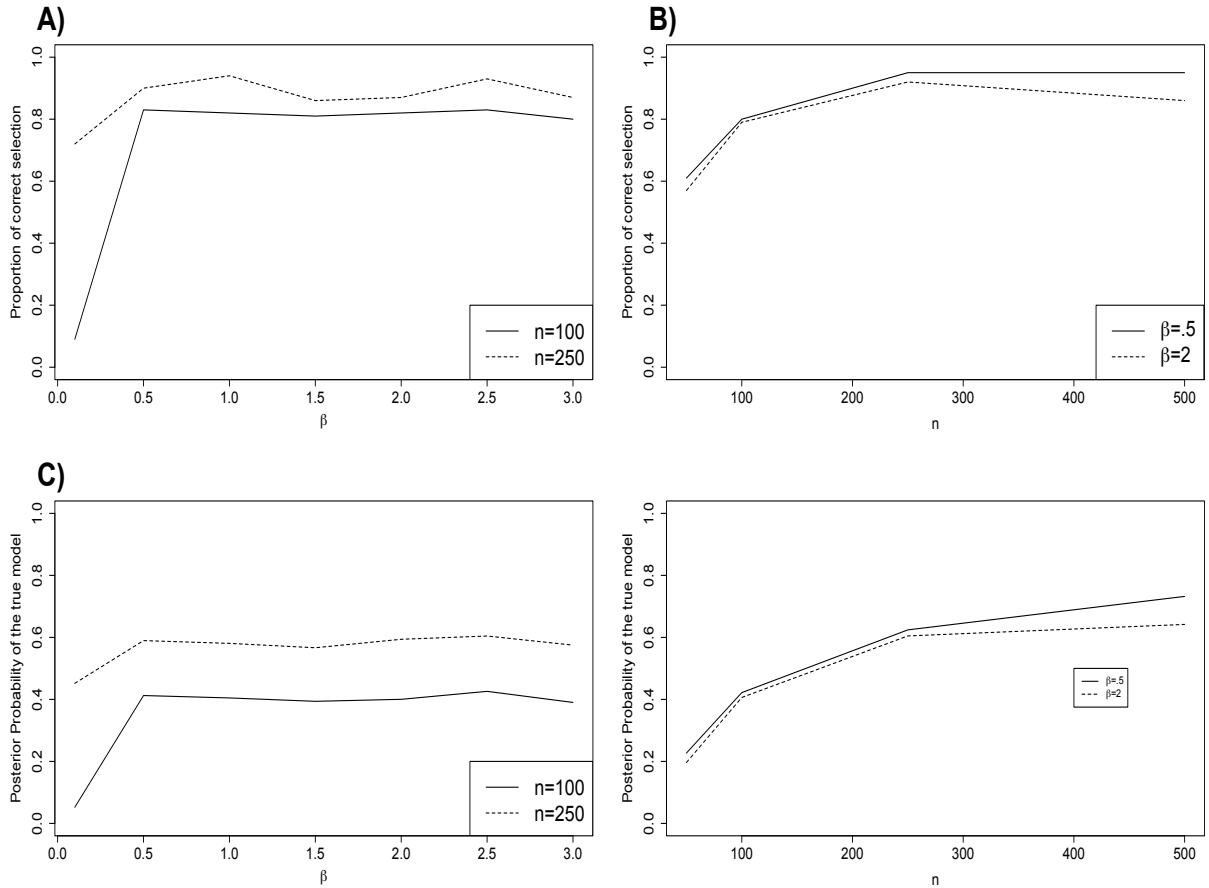 A)
Proportion of correct selection
1.0
0.8
0.6
0.4
0.2
0.0
0.0 0.5 1.0 1.5 2.0 2.5 3.0
β
n=100
n=250
B)
Proportion of correct selection
1.0
0.8
0.6
0.4
0.2
0.0
100 200 300 400 500
n
β=.5
β=2
C)
Posterior Probability of the true model
1.0
0.8
0.6
0.4
0.2
0.0
0.0 0.5 1.0 1.5 2.0 2.5 3.0
β
n=100
n=250
Posterior Probability of the true model
1.0
0.8
0.6
0.4
0.2
0.0
100 200 300 400 500
n
β=.5
β=2